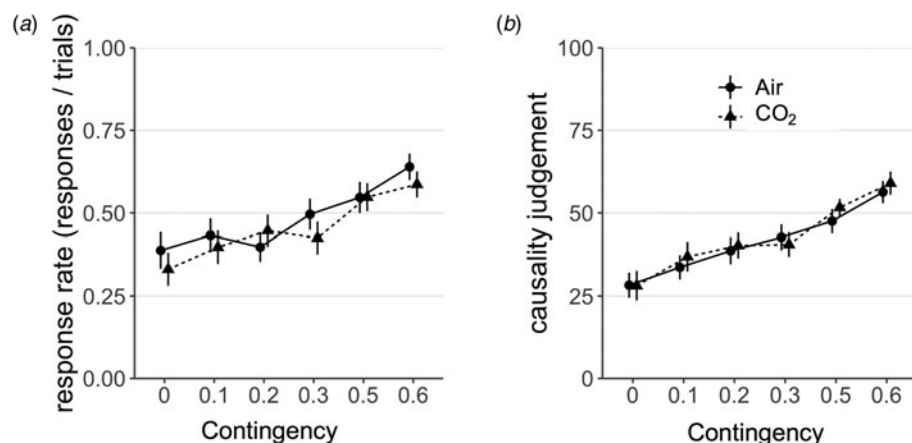 (a)
response rate (responses / trials)
1.00
0.75
0.50
0.25
0.00
0 0.1 0.2 0.3 0.5 0.6
Contingency
(b)
causality judgement
100
75
50
25
0
Air
CO₂
0 0.1 0.2 0.3 0.5 0.6
Contingency